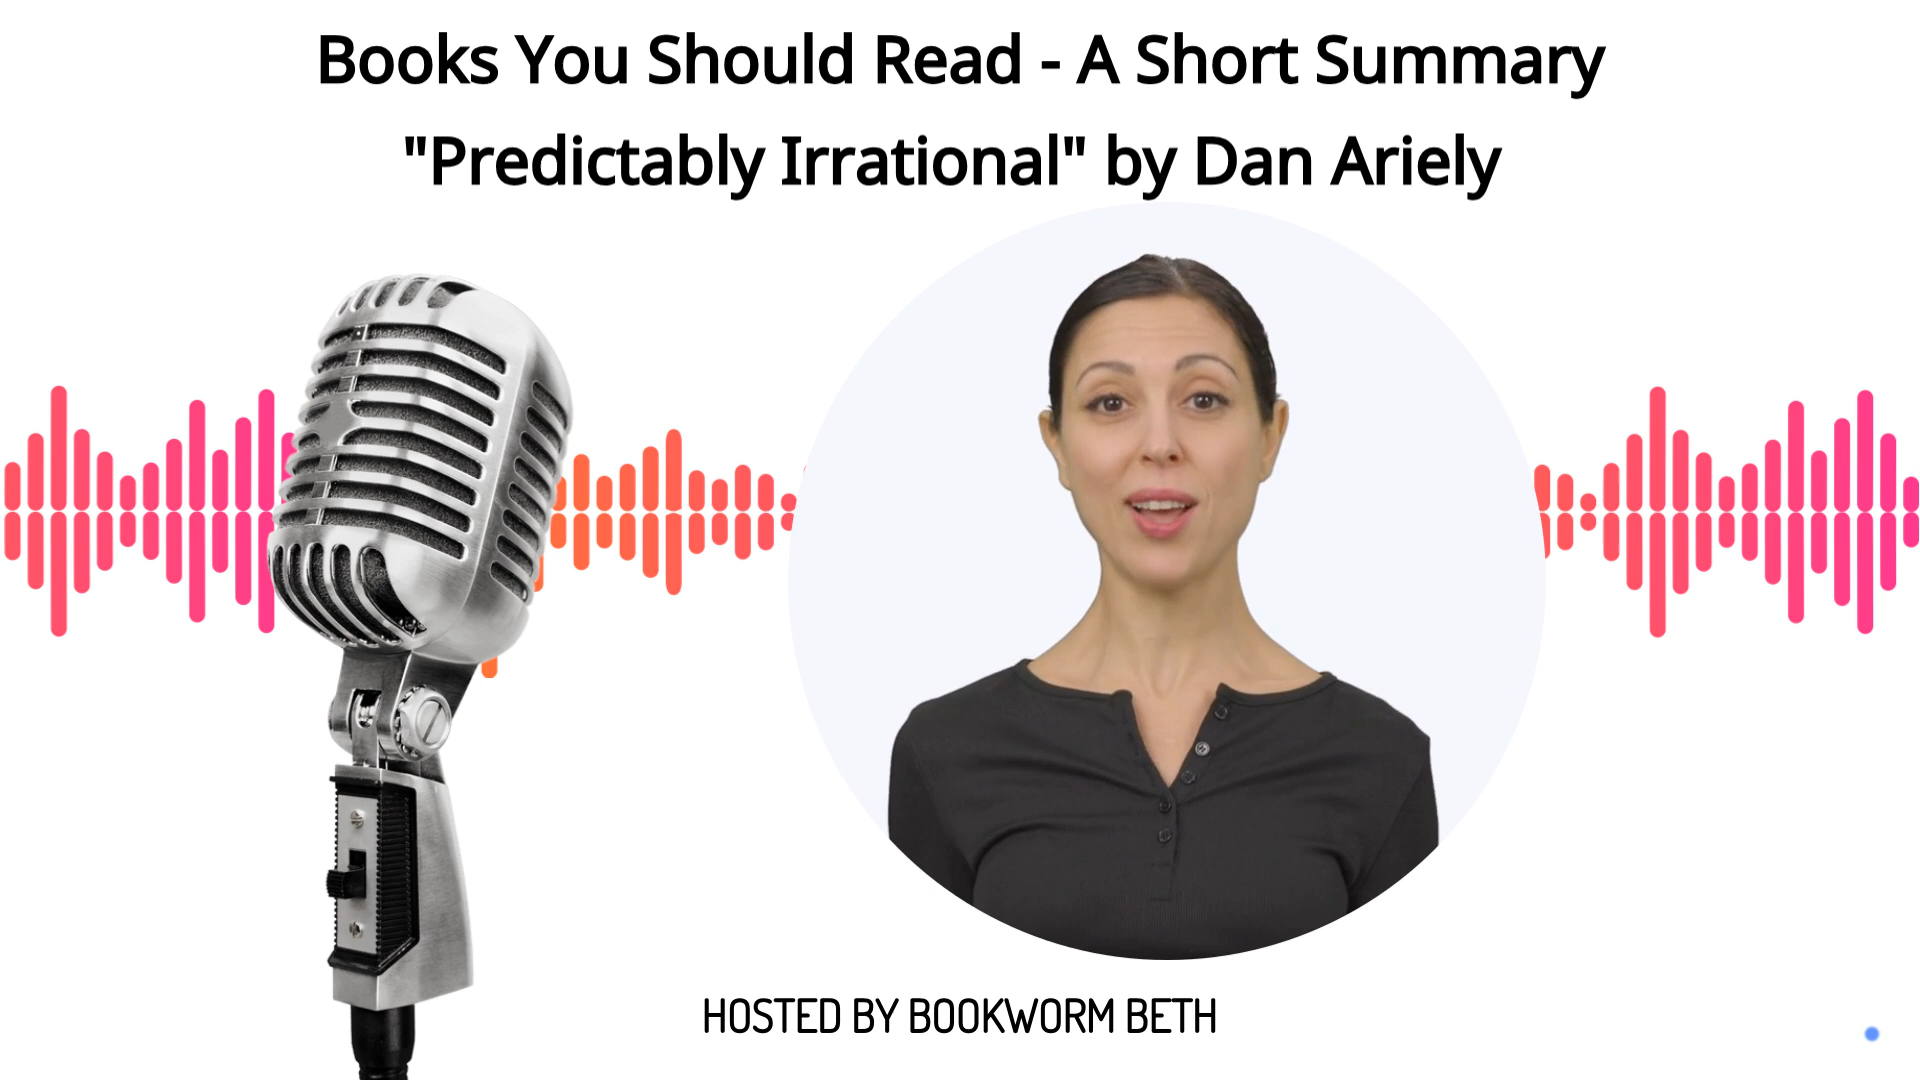 Books You Should Read - A Short Summary
"Predictably Irrational" by Dan Ariely
HOSTED BY BOOKWORM BETH